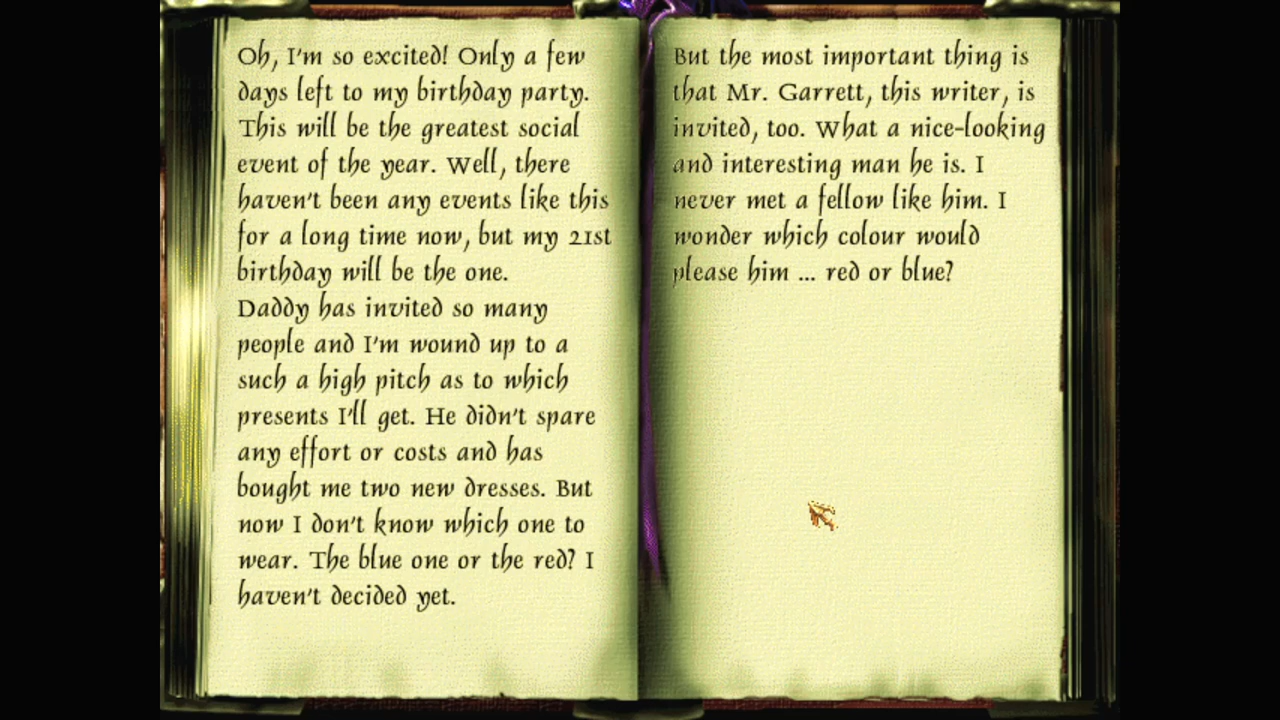 Oh, I'm so excited! Only a few
days left to my birthday party.
This will be the greatest social
event of the year. Well, there
haven't been any events like this
for a long time now, but my 21st
birthday will be the one.
Daddy has invited so many
people and I'm wound up to a
such a high pitch as to which
presents I'll get. He didn't spare
any effort or costs and has
bought me two new dresses. But
now I don't know which one to
wear. The blue one or the red? I
haven't decided yet.
But the most important thing is
that Mr. Garrett, this writer, is
invited, too. What a nice-looking
and interesting man he is. I
never met a fellow like him. I
wonder which colour would
please him ... red or blue?